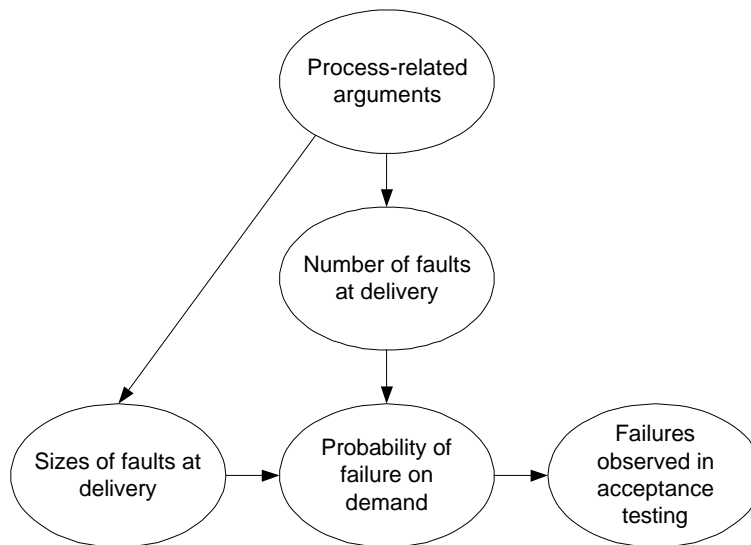 Process-related
arguments
Number of faults
at delivery
Sizes of faults at
delivery
Probability of
failure on
demand
Failures
observed in
acceptance
testing